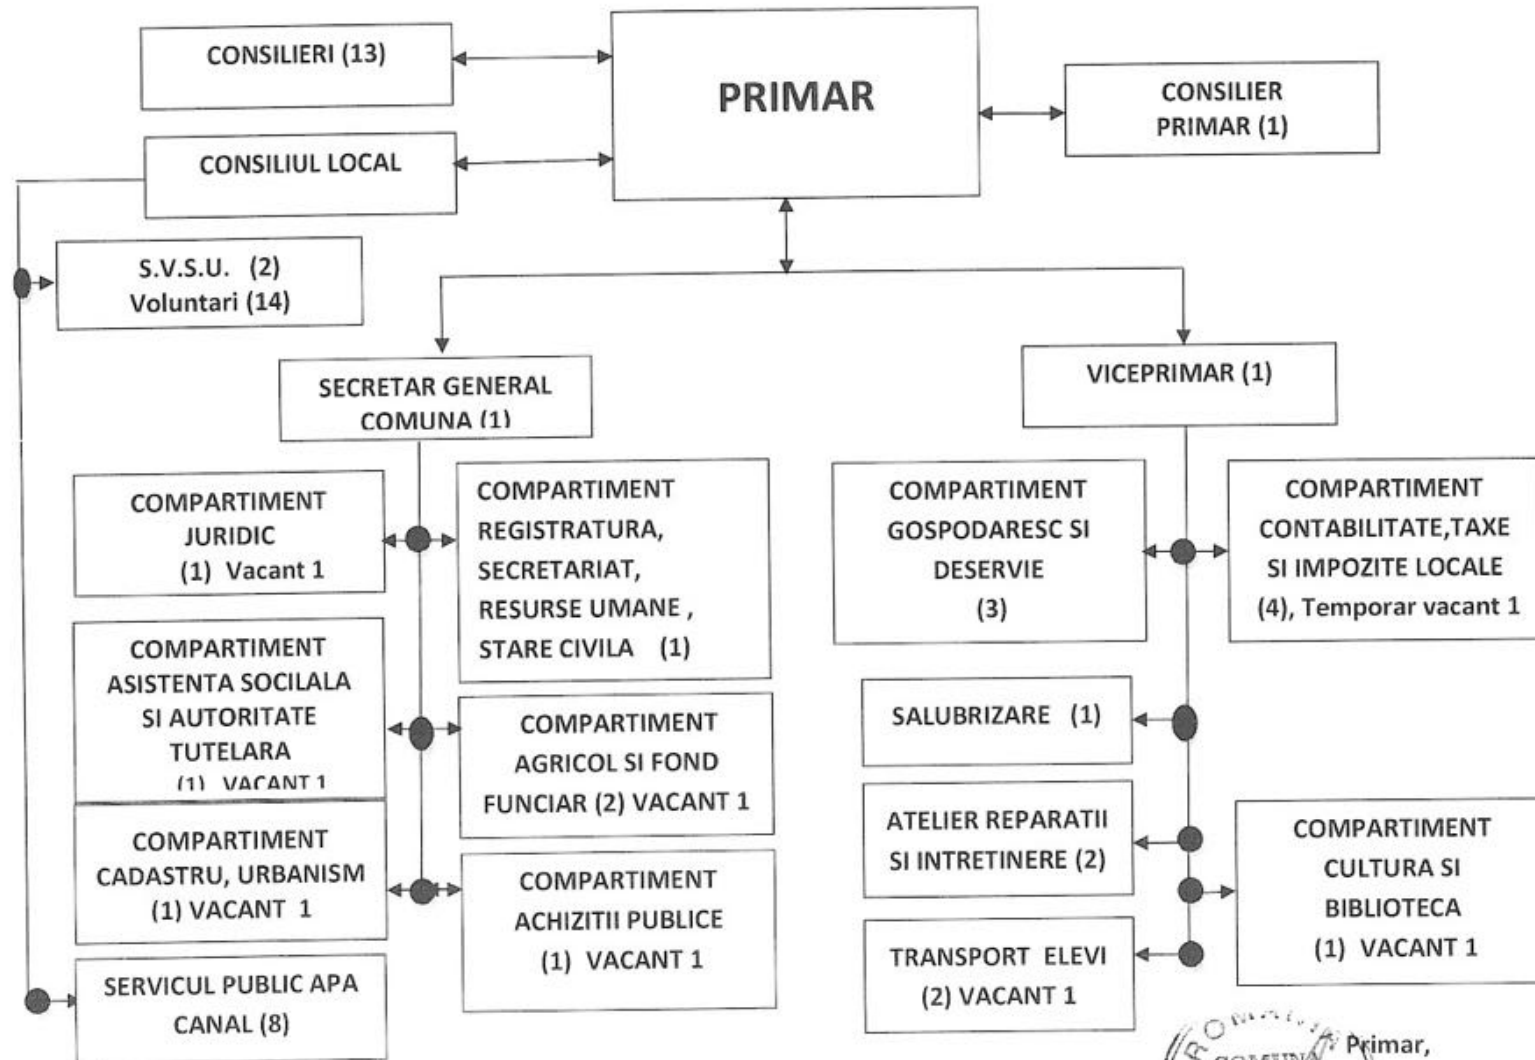 CONSILIERI (13)
PRIMAR
CONSILIER
PRIMAR (1)
CONSILIUL LOCAL
S.V.S.U. (2)
Voluntari (14)
SECRETAR GENERAL
COMUNA (1)
VICEPRIMAR (1)
COMPARTIMENT
JURIDIC
(1) Vacant 1
COMPARTIMENT
REGISTRATURA,
SECRETARIAT,
RESURSE UMANE ,
STARE CIVILA (1)
COMPARTIMENT
GOSPODARESC SI
DESERVIE
(3)
COMPARTIMENT
CONTABILITATE,TAXE
SI IMPOZITE LOCALE
(4), Temporar vacant 1
COMPARTIMENT
ASISTENTA SOCILALA
SI AUTORITATE
TUTELARA
(1) VACANT 1
COMPARTIMENT
AGRICOL SI FOND
FUNCIAR (2) VACANT 1
SALUBRIZARE (1)
COMPARTIMENT
CADASTRU, URBANISM
(1) VACANT 1
COMPARTIMENT
ACHIZITII PUBLICE
(1) VACANT 1
ATELIER REPARATII
SI INTRETINERE (2)
COMPARTIMENT
CULTURA SI
BIBLIOTECA
(1) VACANT 1
TRANSPORT ELEVI
(2) VACANT 1
SERVICUL PUBLIC APA
CANAL (8)
COMUNA
Primar,